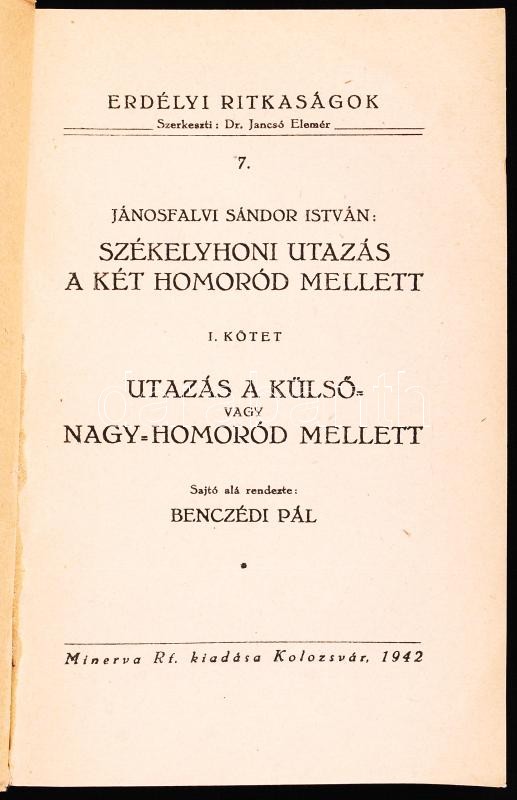 ERDÉLYI RITKASÁGOK
Szerkeszti: Dr. Jancsó Elemér
7.
JÁNOSFALVI SÁNDOR ISTVÁN:
SZÉKELYHONI UTAZÁS
A KÉT HOMORÓD MELLETT
I. KÖTET
UTAZÁS A KÜLSŐ=
VAGY
NAGY=HOMORÓD MELLETT
Sajtó alá rendezte:
BENCZÉDI PÁL
Minerva Rt. kiadása Kolozsvár, 1942